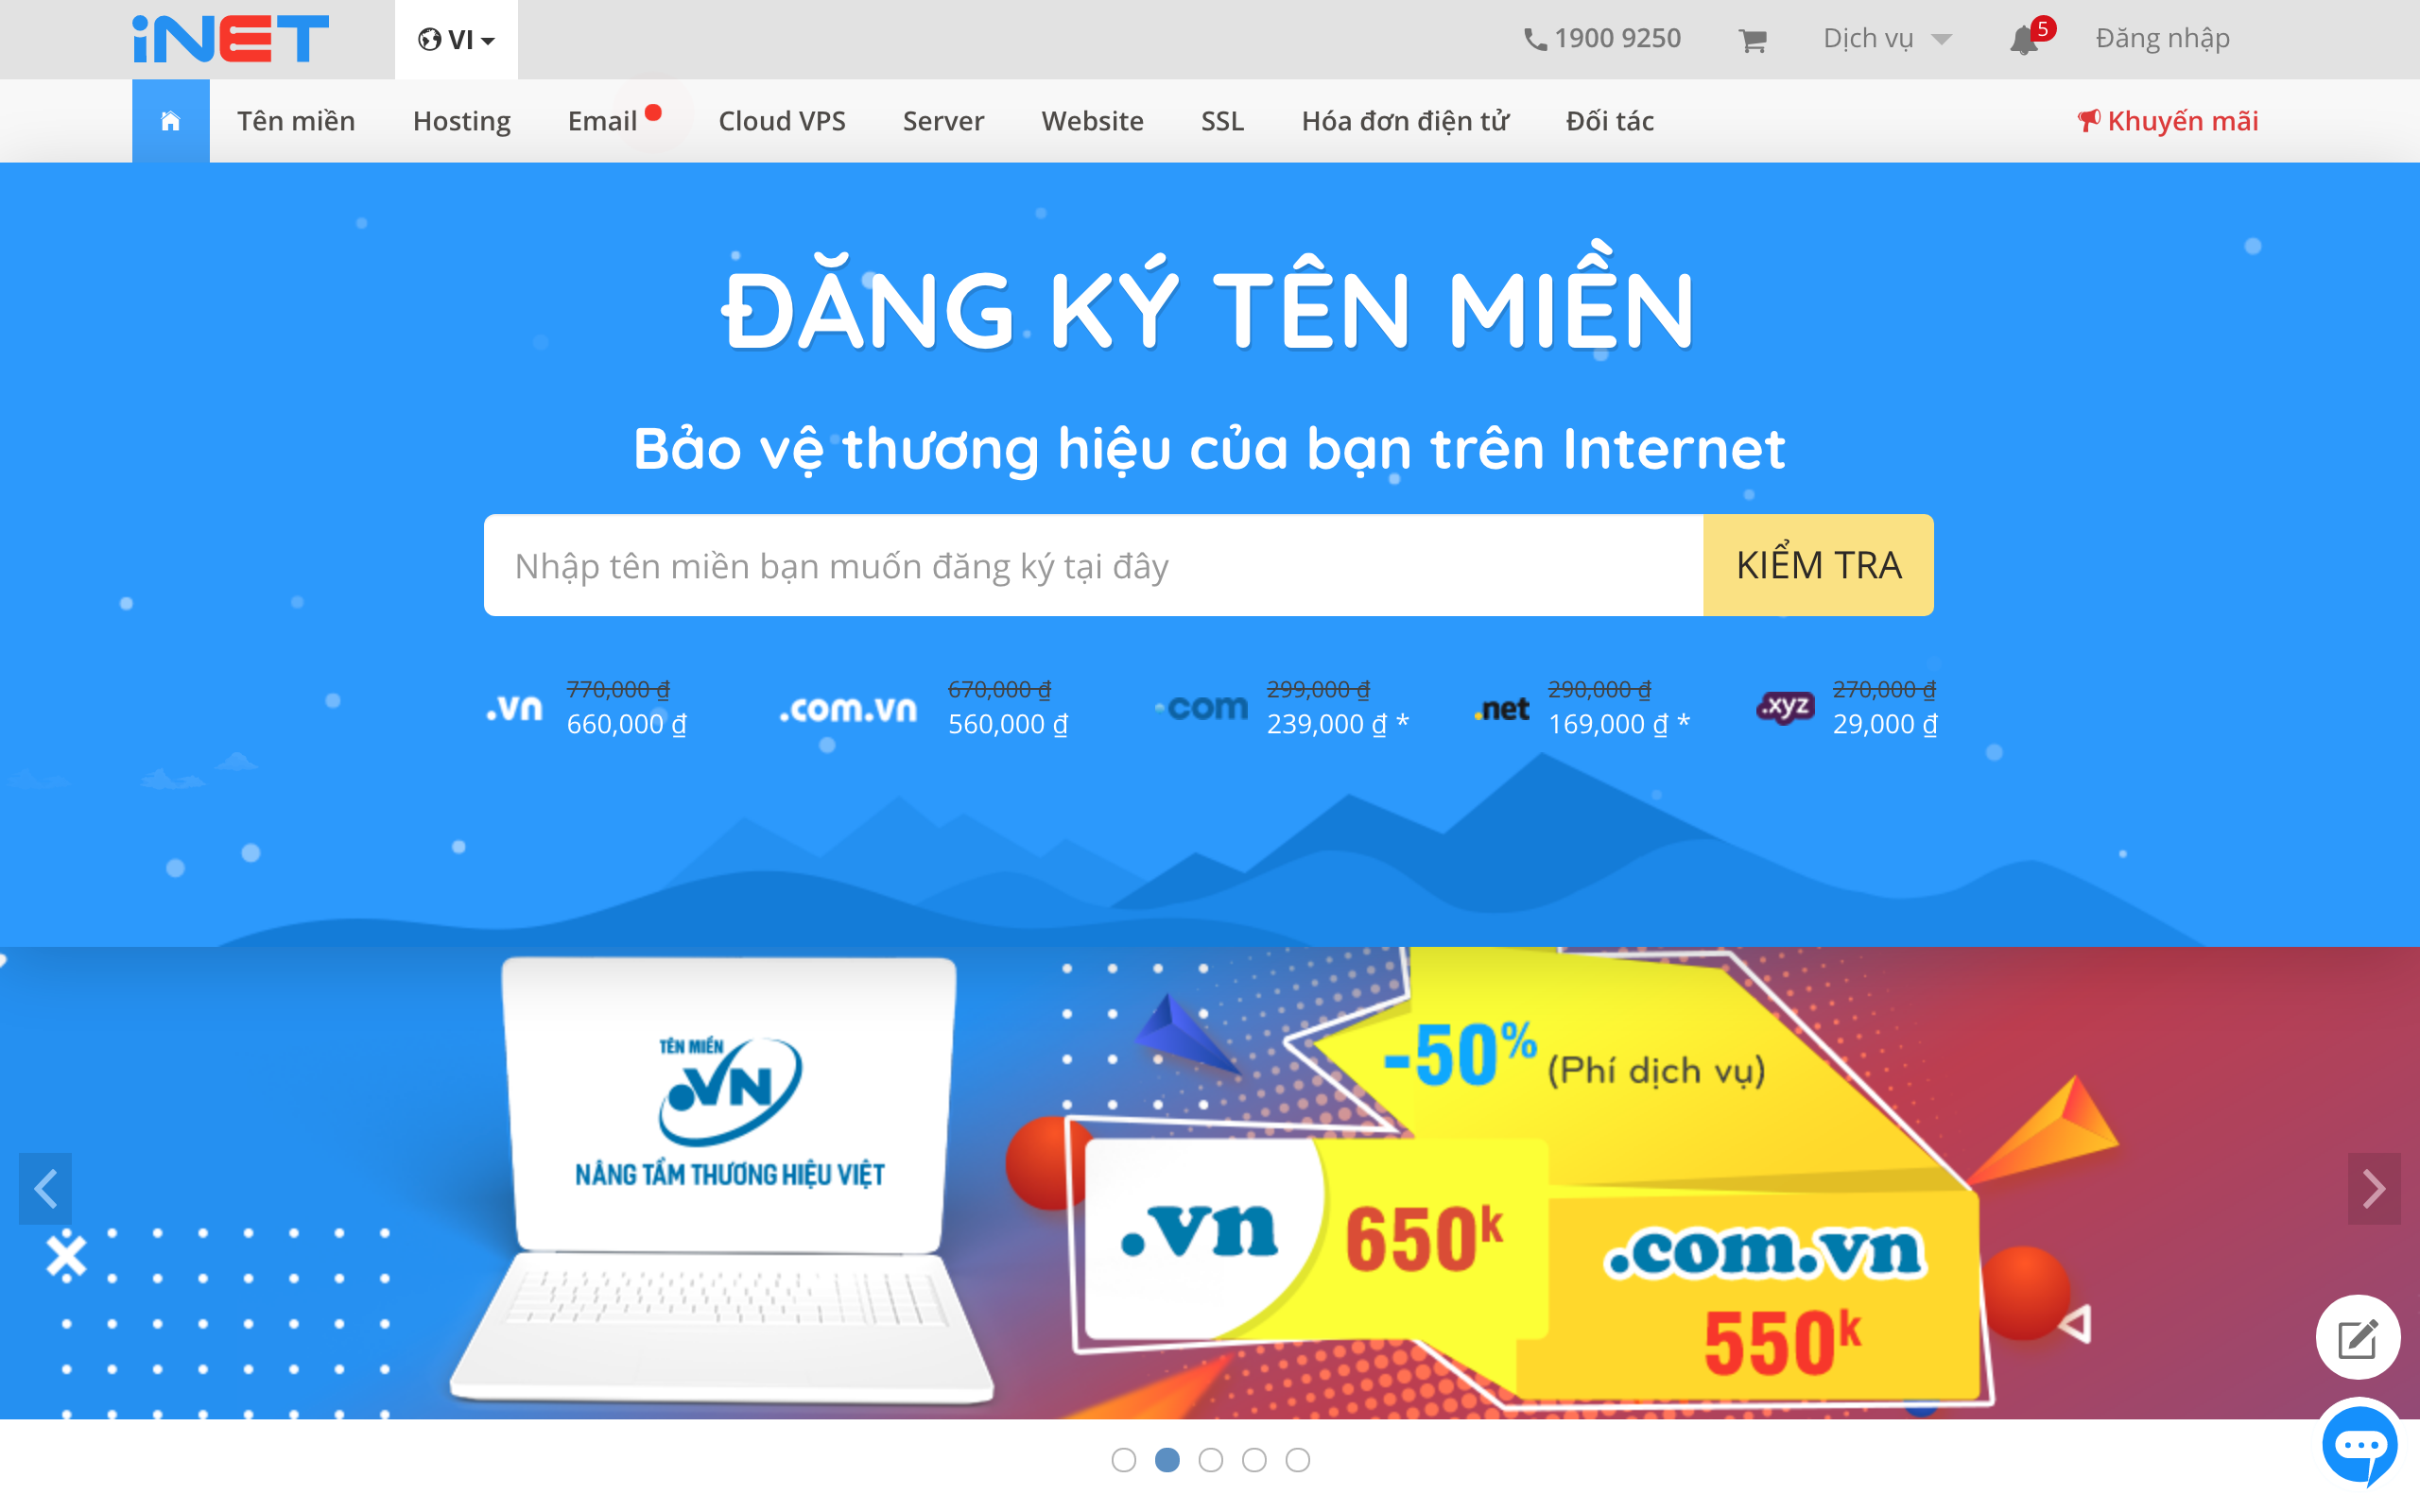 iNET
VI
1900 9250
Dịch vụ
5
Đăng nhập
Tên miền
Hosting
Email
Cloud VPS
Server
Website
SSL
Hóa đơn điện tử
Đối tác
Khuyến mãi
ĐĂNG KÝ TÊN MIỀN
Bảo vệ thương hiệu của bạn trên Internet
Nhập tên miền bạn muốn đăng ký tại đây
KIỂM TRA
.vn
770,000 ₫
660,000 ₫
.com.vn
670,000 ₫
560,000 ₫
.com
299,000 ₫
239,000 ₫ *
.net
290,000 ₫
169,000 ₫ *
.xyz
270,000 ₫
29,000 ₫
TÊN MIỀN
.VN
NÂNG TẦM THƯƠNG HIỆU VIỆT
-50% (Phí dịch vụ)
.vn
650k
.com.vn
550k